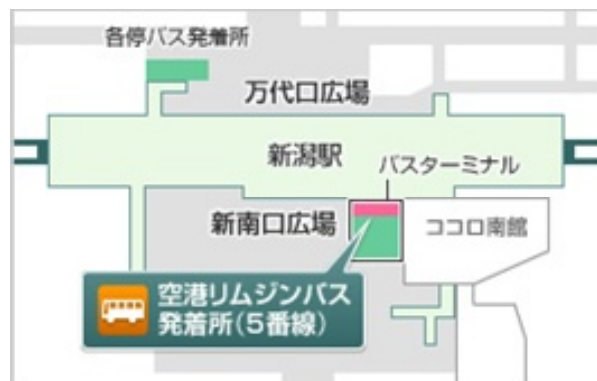 各停バス発着所
万代口広場
新潟駅
バスターミナル
新南口広場
ココロ南館
空港リムジンバス
発着所(5番線)